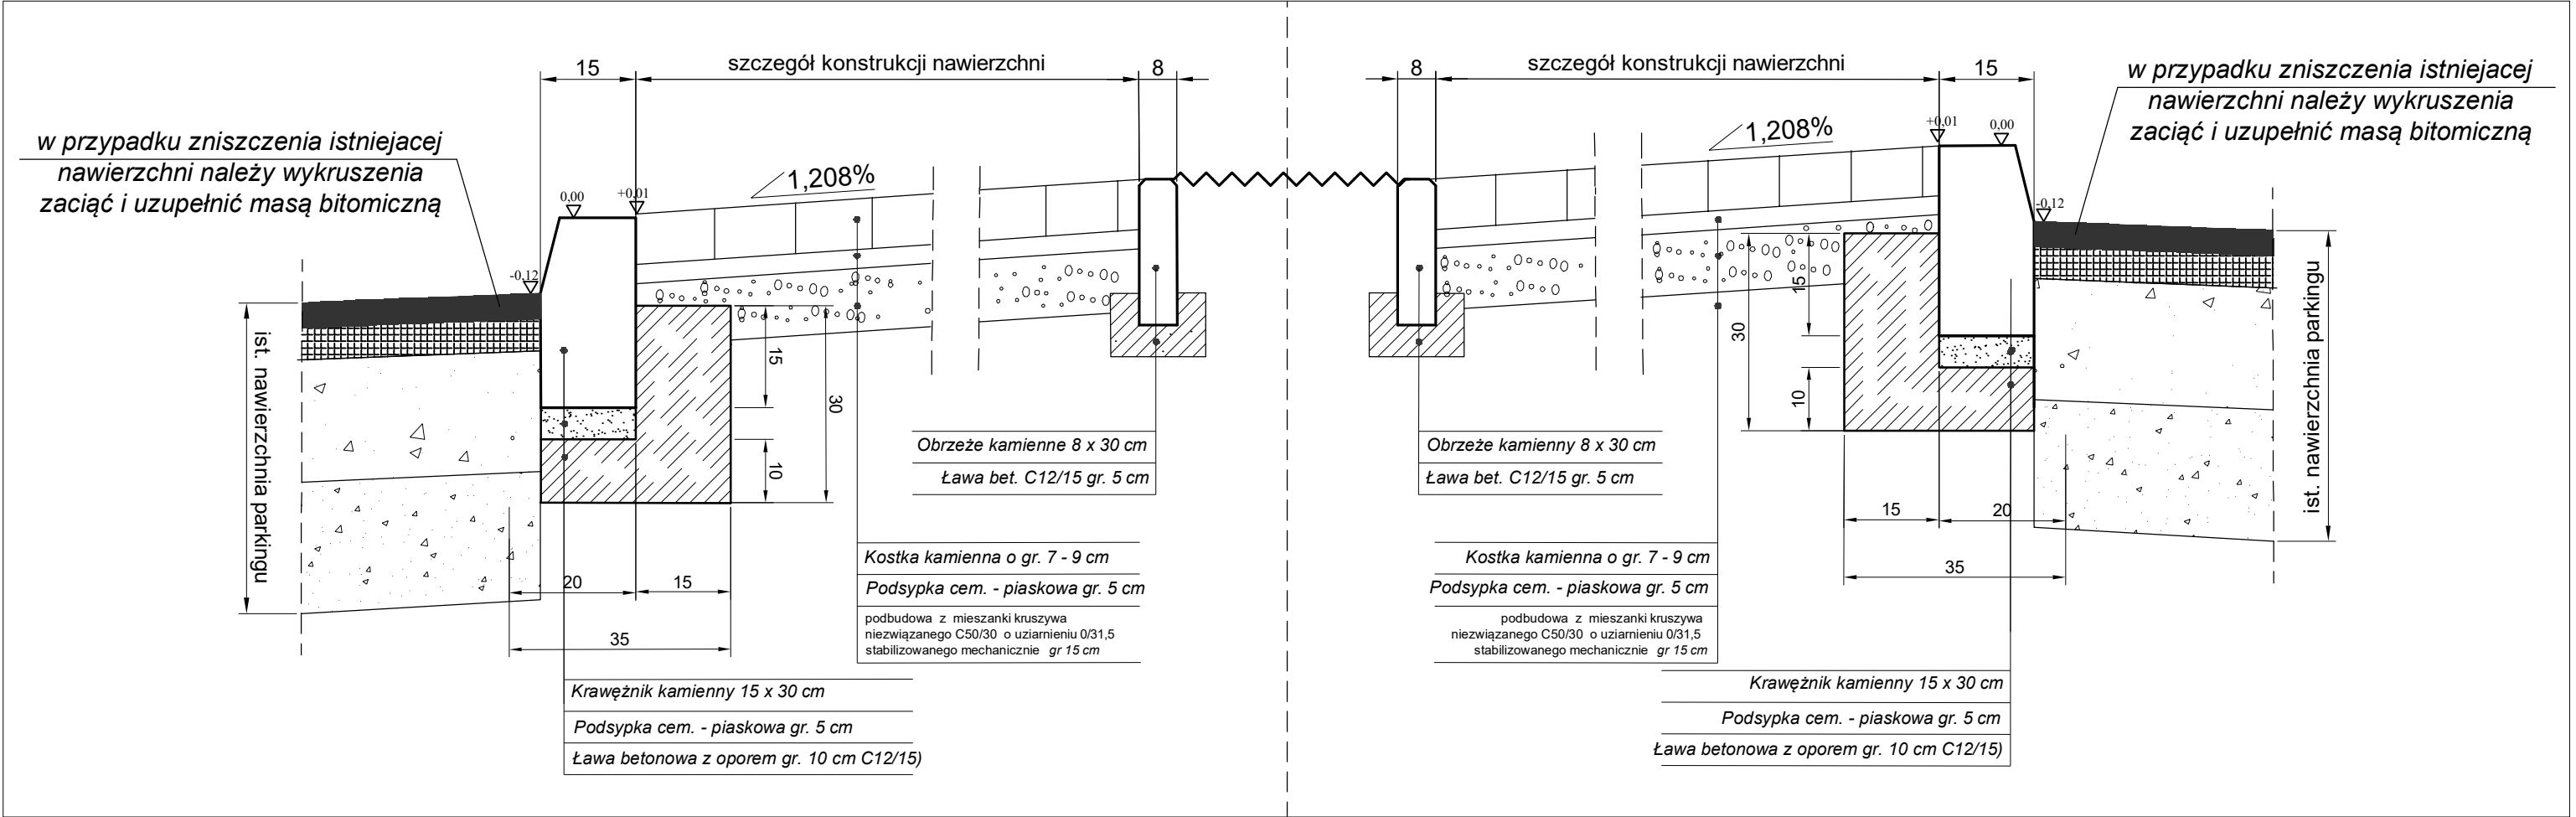 15
szczegół konstrukcji nawierzchni
8
w przypadku zniszczenia istniejacej
nawierzchni należy wykruszenia
zaciąć i uzupełnić masą bitomiczną
1,208%
0,00
+0,01
-0,12
ist. nawierzchnia parkingu
15
30
10
20
15
35
Obrzeże kamienne 8 x 30 cm
Ława bet. C12/15 gr. 5 cm
Kostka kamienna o gr. 7 - 9 cm
Podsypka cem. - piaskowa gr. 5 cm
podbudowa z mieszanki kruszywa
niezwiązanego C50/30 o uziarnieniu 0/31,5
stabilizowanego mechanicznie gr 15 cm
Krawężnik kamienny 15 x 30 cm
Podsypka cem. - piaskowa gr. 5 cm
Ława betonowa z oporem gr. 10 cm C12/15)
8
szczegół konstrukcji nawierzchni
15
w przypadku zniszczenia istniejacej
nawierzchni należy wykruszenia
zaciąć i uzupełnić masą bitomiczną
1,208%
+0,01
0,00
-0,12
15
30
10
ist. nawierzchnia parkingu
15
20
35
Obrzeże kamienny 8 x 30 cm
Ława bet. C12/15 gr. 5 cm
Kostka kamienna o gr. 7 - 9 cm
Podsypka cem. - piaskowa gr. 5 cm
podbudowa z mieszanki kruszywa
niezwiązanego C50/30 o uziarnieniu 0/31,5
stabilizowanego mechanicznie gr 15 cm
Krawężnik kamienny 15 x 30 cm
Podsypka cem. - piaskowa gr. 5 cm
Ława betonowa z oporem gr. 10 cm C12/15)